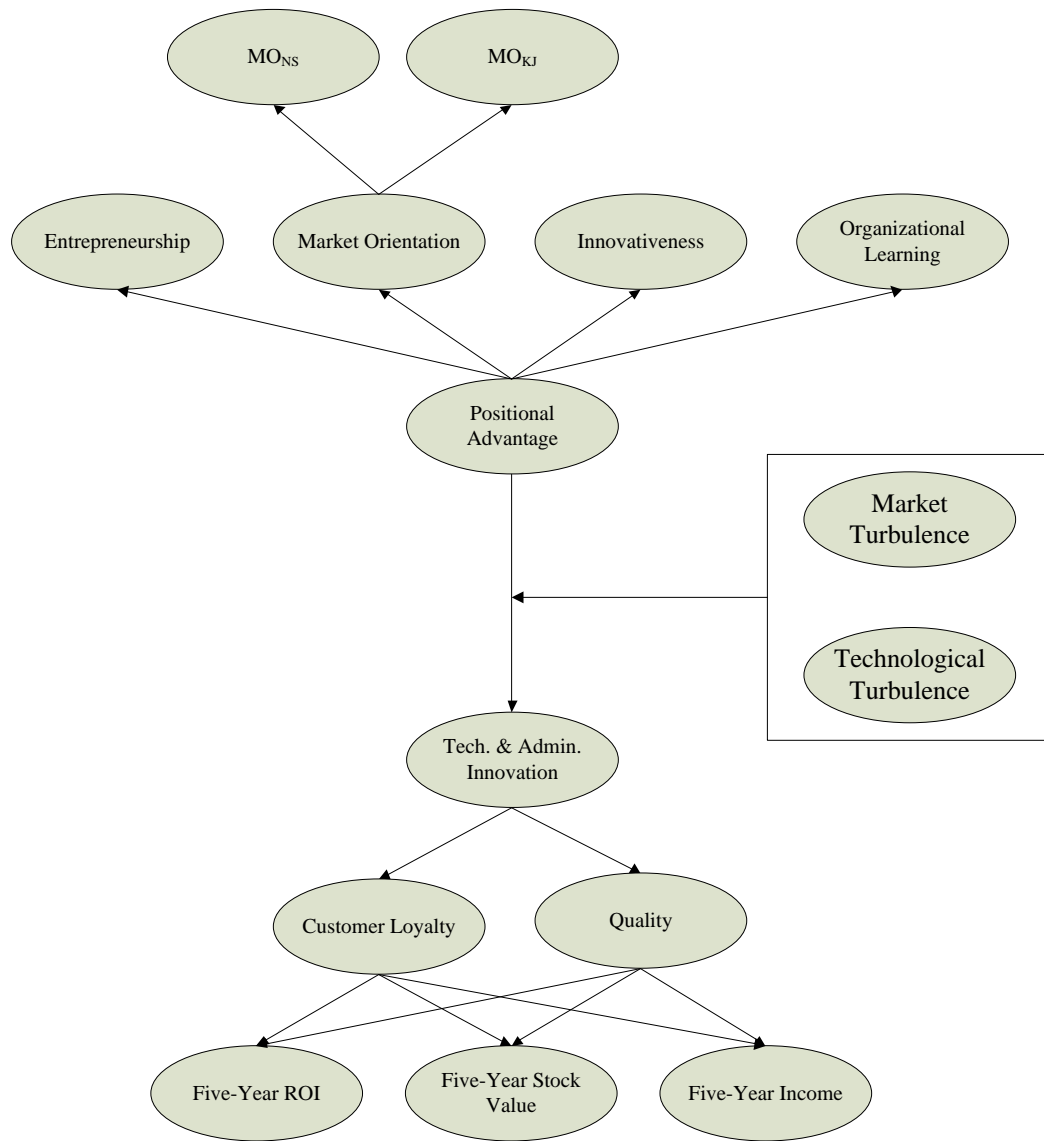 MO_NS
MO_KJ
Entrepreneurship
Market Orientation
Innovativeness
Organizational
Learning
Positional
Advantage
Market
Turbulence
Technological
Turbulence
Tech. & Admin.
Innovation
Customer Loyalty
Quality
Five-Year ROI
Five-Year Stock
Value
Five-Year Income